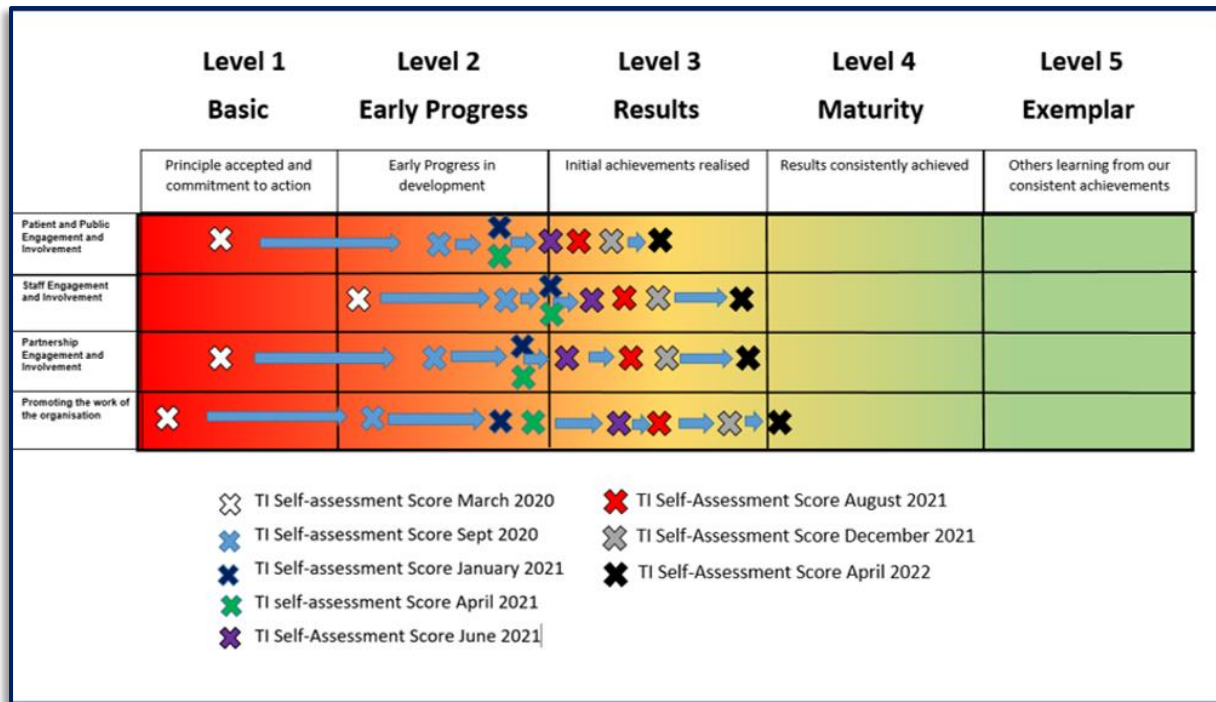 Level 1
Level 2
Level 3
Level 4
Level 5
Basic
Early Progress
Results
Maturity
Exemplar
Principle accepted and
commitment to action
Early Progress in
development
Initial achievements realised
Results consistently achieved
Others learning from our
consistent achievements
Patient and Public
Engagement and
Involvement
Staff Engagement
and Involvement
Partnership
Engagement and
Involvement
Promoting the work of
the organisation
TI Self-assessment Score March 2020
TI Self-assessment Score Sept 2020
TI Self-assessment Score January 2021
TI self-assessment Score April 2021
TI Self-Assessment Score June 2021
TI Self-Assessment Score August 2021
TI Self-Assessment Score December 2021
TI Self-Assessment Score April 2022